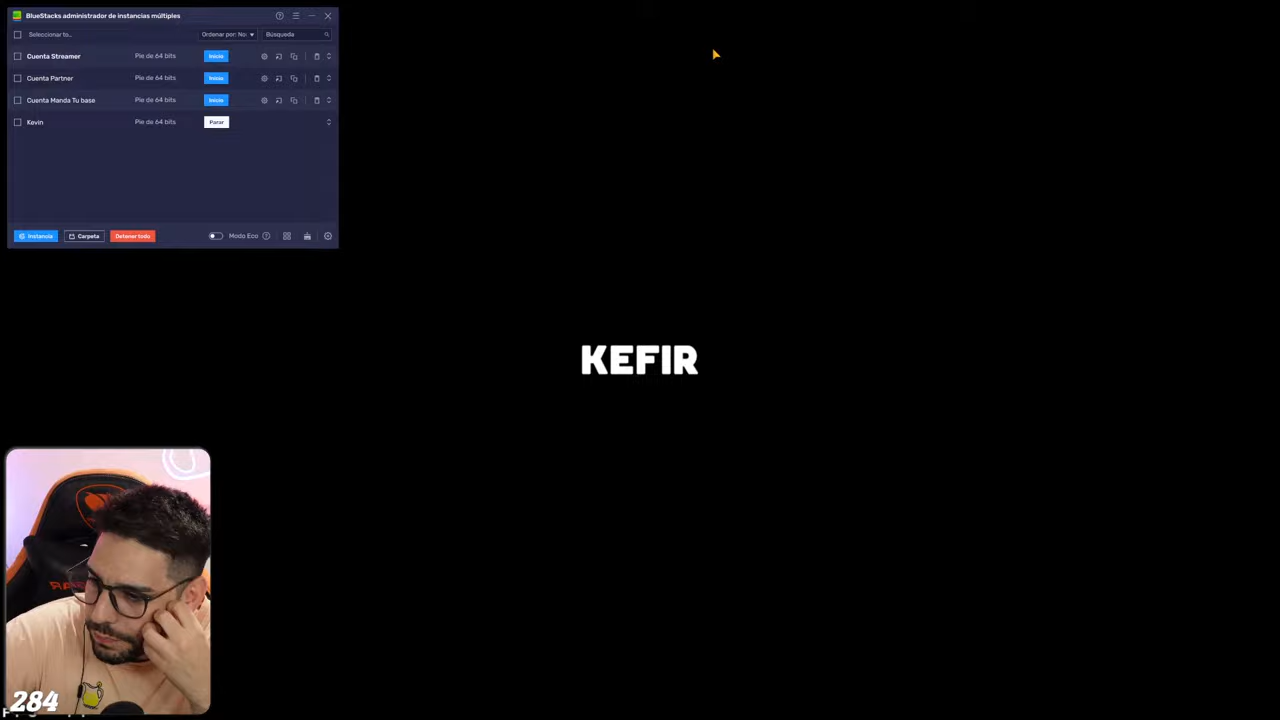 BlueStacks administrador de instancias múltiples
Seleccionar to...
Ordenar por: No:
Búsqueda
Cuenta Streamer Pie de 64 bits Inicio
Cuenta Partner Pie de 64 bits Inicio
Cuenta Manda Tu base Pie de 64 bits Inicio
Kevin Pie de 64 bits Parar
Instancia Carpeta Detener todo Modo Eco
KEFIR
284